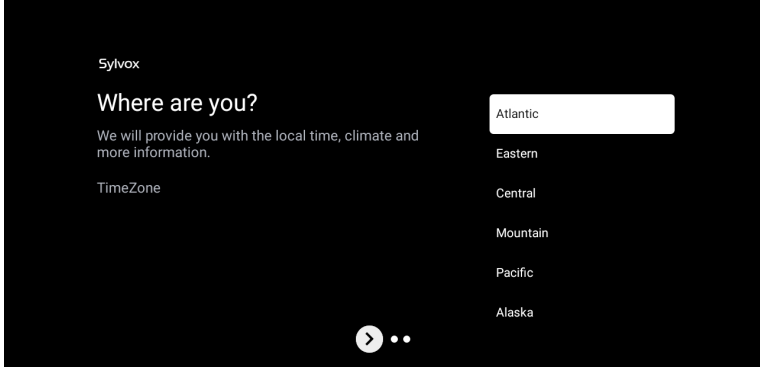 Sylvox
Where are you?
We will provide you with the local time, climate and
more information.
TimeZone
Atlantic
Eastern
Central
Mountain
Pacific
Alaska